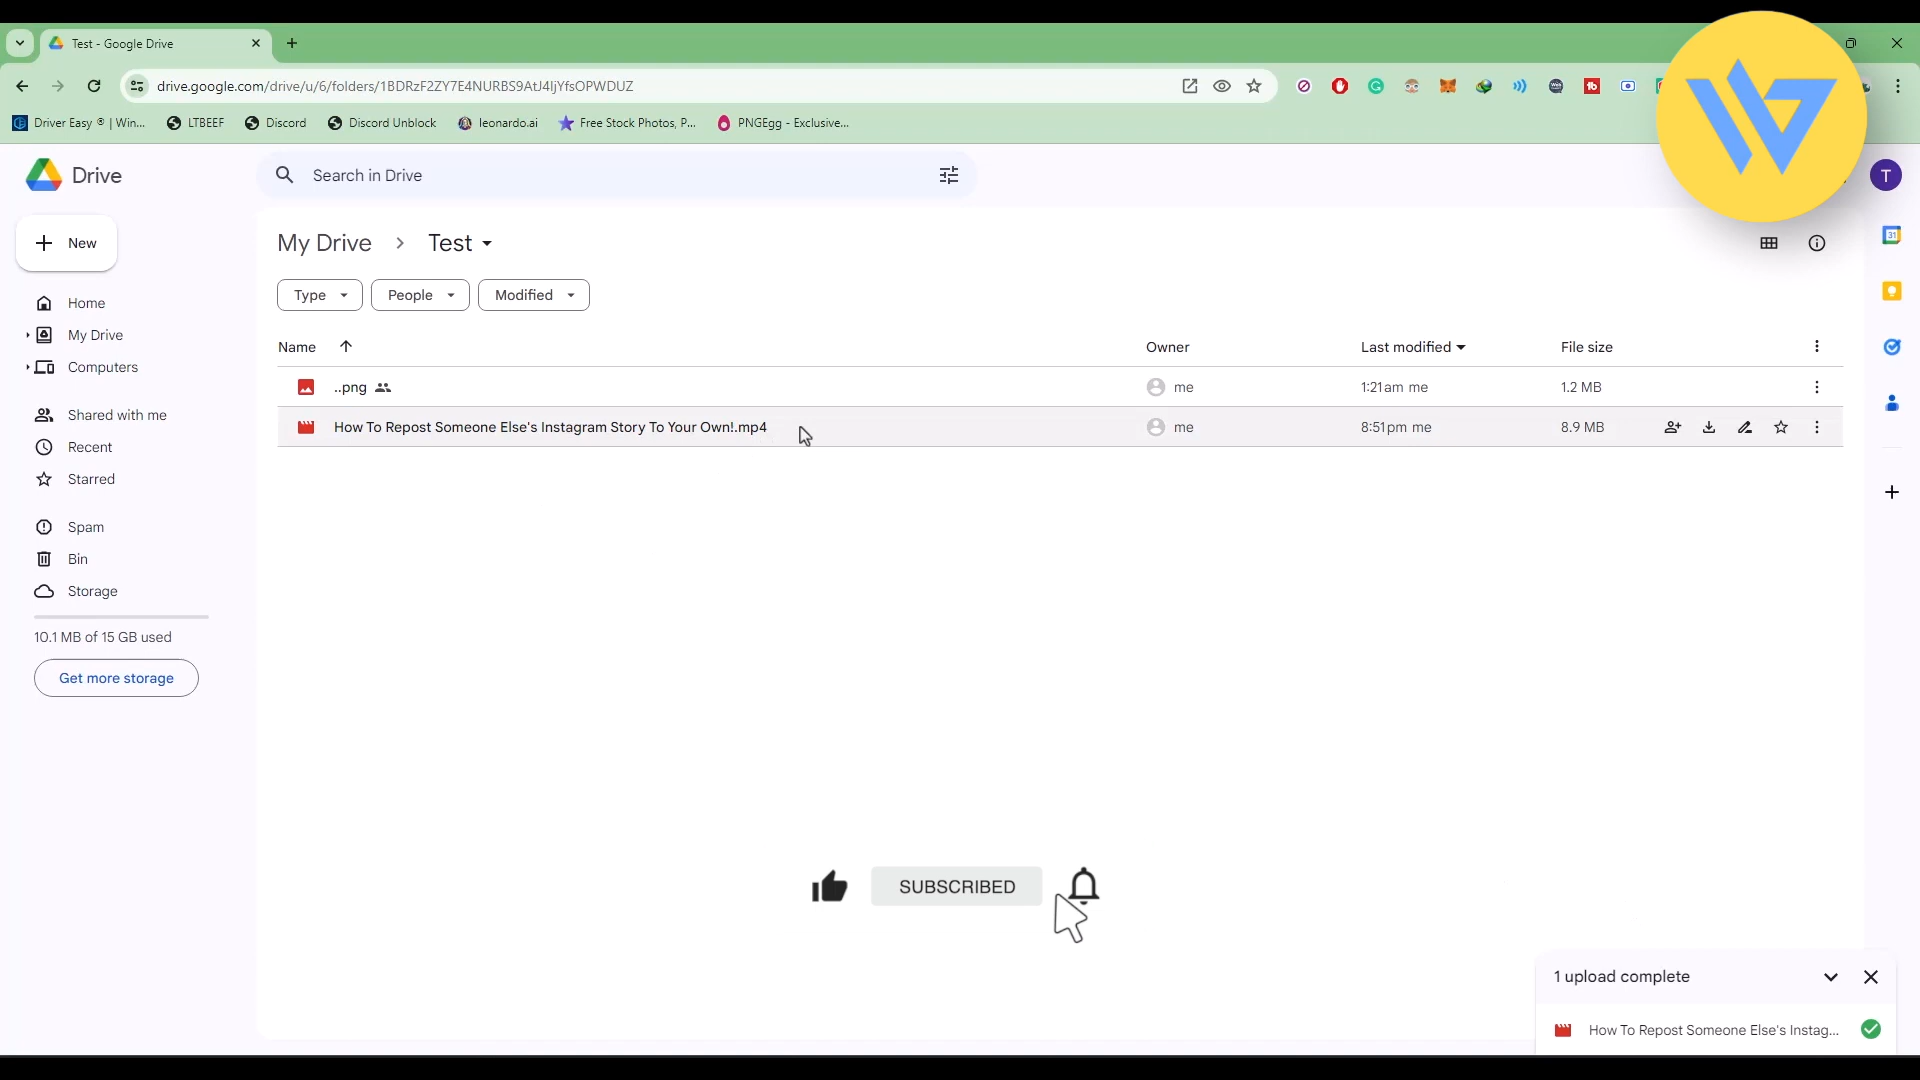 Test - Google Drive
drive.google.com/drive/u/6/folders/1BDRzF2ZY7E4NURBS9AtJ4ljYfsOPWDUZ
Driver Easy ® | Win...
LTBEEF
Discord
Discord Unblock
leonardo.ai
Free Stock Photos, P...
PNGEgg - Exclusive...
Drive
Search in Drive
T
New
My Drive
Test
31
Type
People
Modified
Home
My Drive
Computers
Shared with me
Recent
Starred
Spam
Bin
Storage
10.1 MB of 15 GB used
Get more storage
Name
Owner
Last modified
File size
..png
me
1:21 am me
1.2 MB
How To Repost Someone Else's Instagram Story To Your Own!.mp4
me
8:51 pm me
8.9 MB
SUBSCRIBED
1 upload complete
How To Repost Someone Else's Instag...